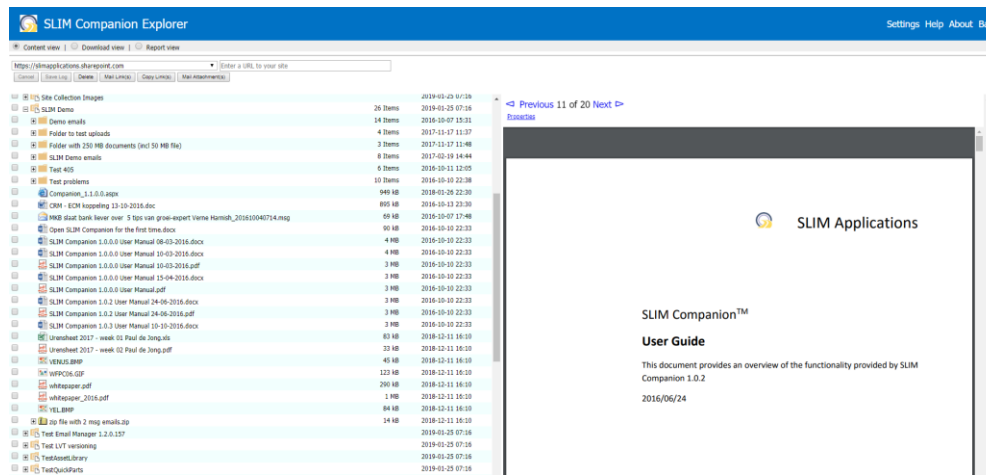 SLIM Companion Explorer
Settings Help About Ba
Content view | Download view | Report view
https://slimapplications.sharepoint.com Enter a URL to your site
Cancel Save Log Delete Mail Link(s) Copy Link(s) Mail Attachment(s)
Site Collection Images 2019-01-25 07:16
SLIM Demo 26 Items 2019-01-25 07:16
Demo emails 14 Items 2016-10-07 15:31
Folder to test uploads 4 Items 2017-11-17 11:37
Folder with 250 MB documents (incl 50 MB file) 3 Items 2017-11-17 11:48
SLIM Demo emails 8 Items 2017-02-19 14:44
Test 405 6 Items 2016-10-11 12:05
Test problems 10 Items 2016-10-10 22:38
Companion_1.1.0.0.aspx 949 kB 2018-01-26 22:30
CRM - ECM koppeling 13-10-2016.doc 895 kB 2016-10-13 23:30
MKB slaat bank liever over 5 tips van groei-expert Verne Harnish_201610040714.msg 69 kB 2016-10-07 17:48
Open SLIM Companion for the first time.docx 90 kB 2016-10-10 22:33
SLIM Companion 1.0.0.0 User Manual 08-03-2016.docx 4 MB 2016-10-10 22:33
SLIM Companion 1.0.0.0 User Manual 10-03-2016.docx 4 MB 2016-10-10 22:33
SLIM Companion 1.0.0.0 User Manual 10-03-2016.pdf 3 MB 2016-10-10 22:33
SLIM Companion 1.0.0.0 User Manual 15-04-2016.docx 3 MB 2016-10-10 22:33
SLIM Companion 1.0.0.0 User Manual.pdf 3 MB 2016-10-10 22:33
SLIM Companion 1.0.2 User Manual 24-06-2016.docx 3 MB 2016-10-10 22:33
SLIM Companion 1.0.2 User Manual 24-06-2016.pdf 3 MB 2016-10-10 22:33
SLIM Companion 1.0.3 User Manual 10-10-2016.docx 3 MB 2016-10-10 22:33
Urensheet 2017 - week 01 Paul de Jong.xls 83 kB 2018-12-11 16:10
Urensheet 2017 - week 02 Paul de Jong.pdf 33 kB 2018-12-11 16:10
VENUS.BMP 45 kB 2018-12-11 16:10
WFPC06.GIF 123 kB 2018-12-11 16:10
whitepaper.pdf 290 kB 2018-12-11 16:10
whitepaper_2016.pdf 1 MB 2018-12-11 16:10
YEL.BMP 84 kB 2018-12-11 16:10
zip file with 2 msg emails.zip 14 kB 2018-12-11 16:10
Test Email Manager 1.2.0.157 2019-01-25 07:16
Test LVT versioning 2019-01-25 07:16
TestAssetLibrary 2019-01-25 07:16
TestQuickParts 2019-01-25 07:16
Previous 11 of 20 Next
Properties
SLIM Applications
SLIM Companion™
User Guide
This document provides an overview of the functionality provided by SLIM
Companion 1.0.2
2016/06/24